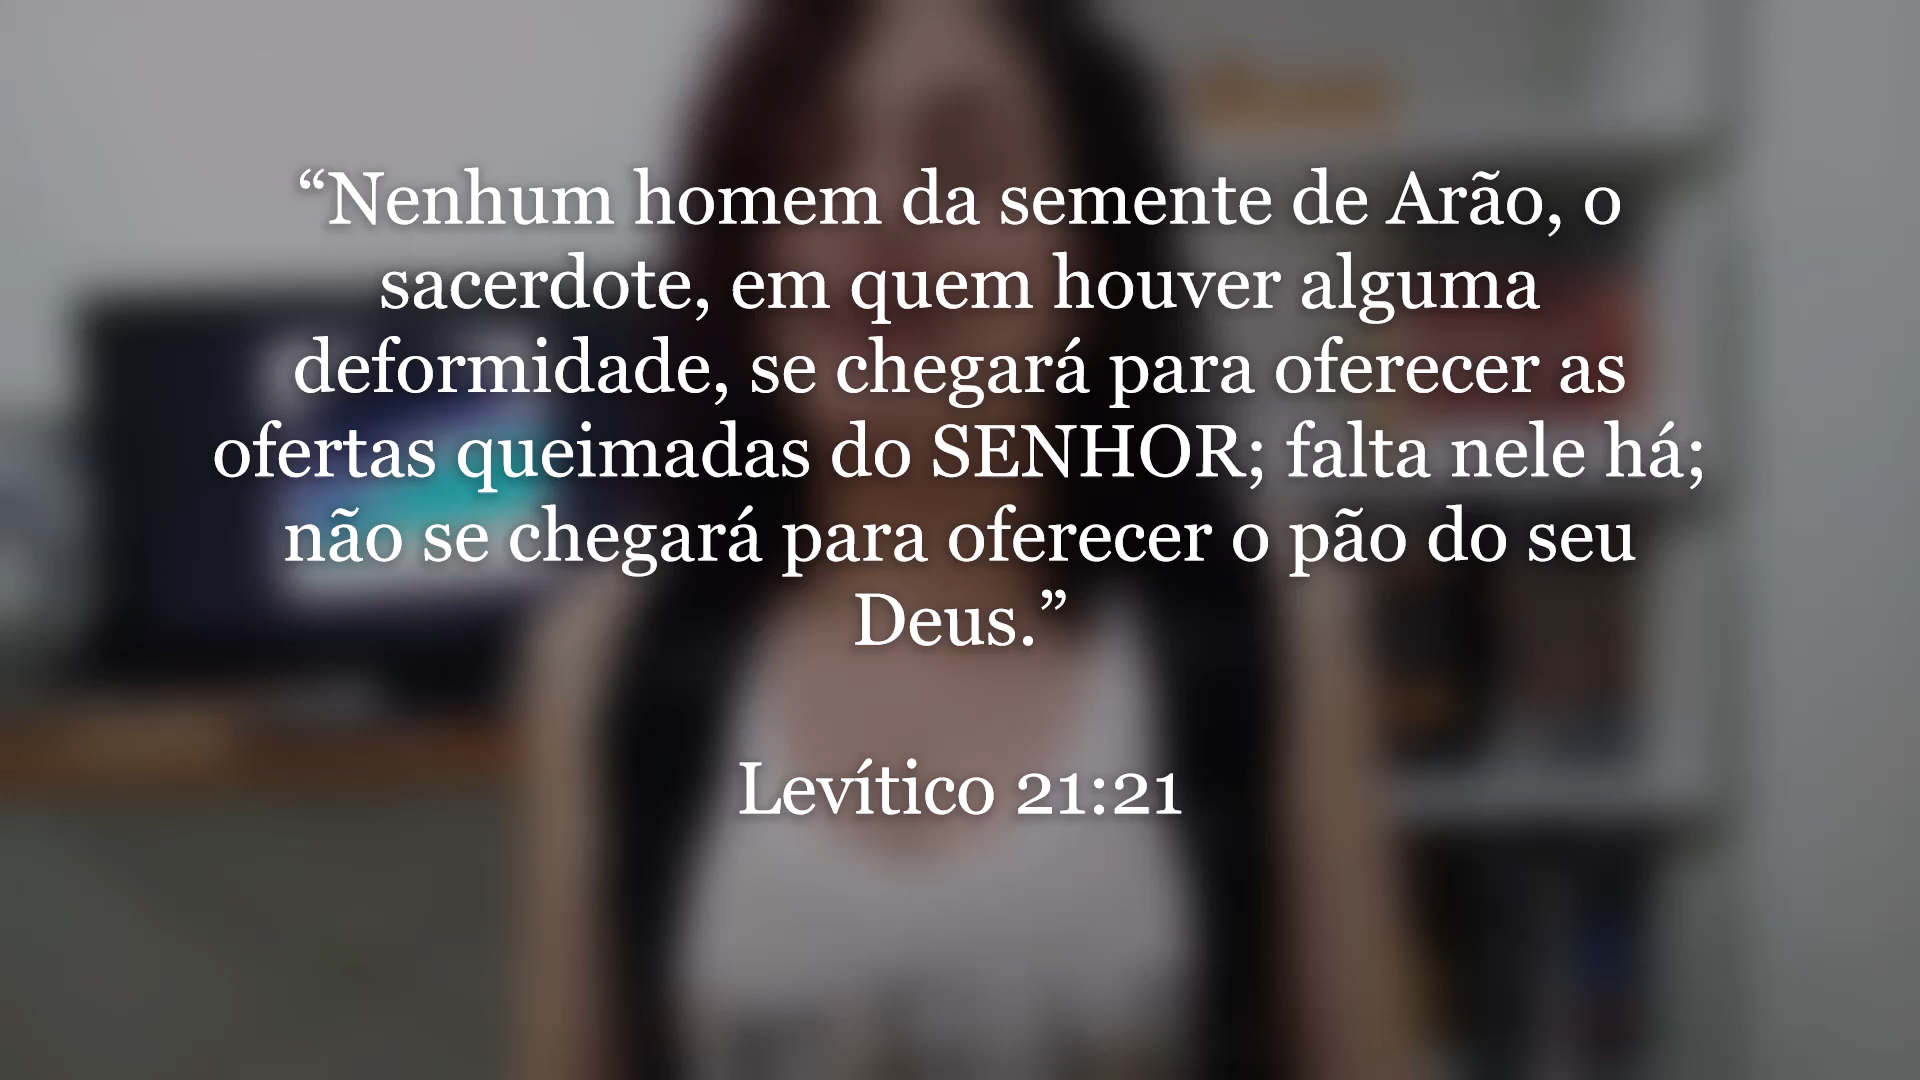 “Nenhum homem da semente de Arão, o
sacerdote, em quem houver alguma
deformidade, se chegará para oferecer as
ofertas queimadas do SENHOR; falta nele há;
não se chegará para oferecer o pão do seu
Deus.”
Levítico 21:21